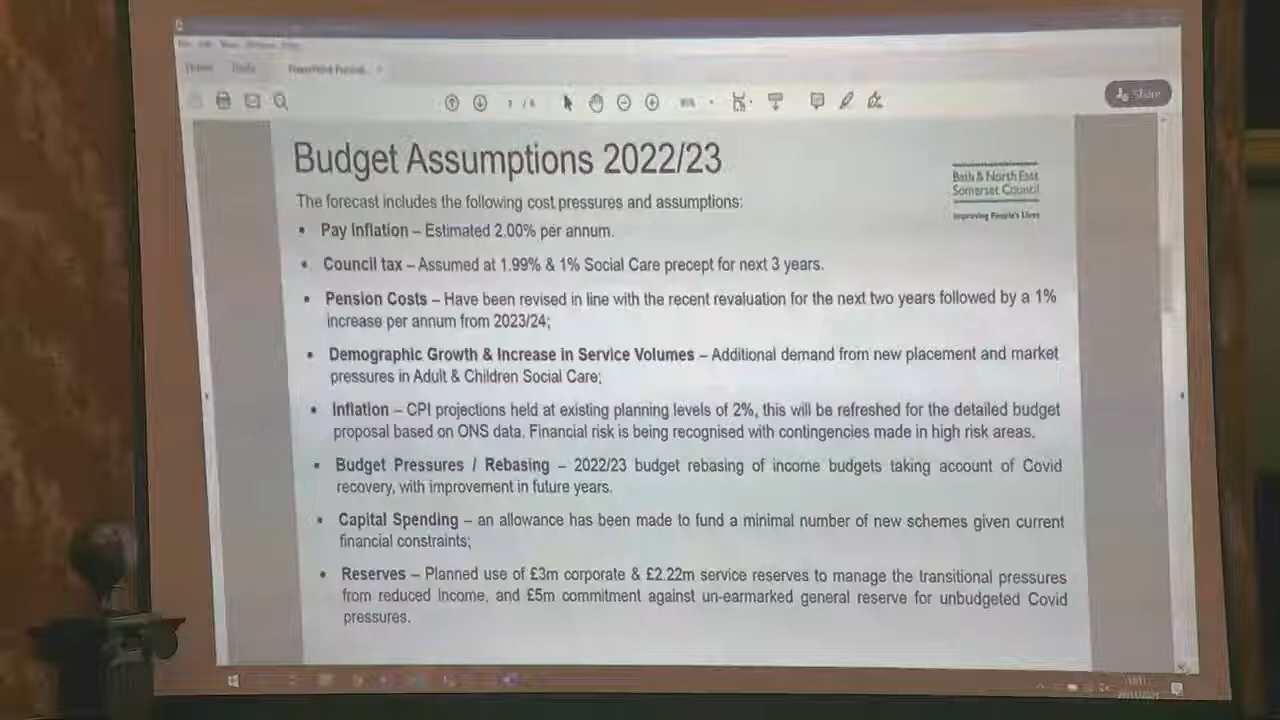 Share
Budget Assumptions 2022/23
Bath & North East
Somerset Council
Improving People's Lives
The forecast includes the following cost pressures and assumptions:
• Pay Inflation – Estimated 2.00% per annum.
• Council tax – Assumed at 1.99% & 1% Social Care precept for next 3 years.
• Pension Costs – Have been revised in line with the recent revaluation for the next two years followed by a 1%
increase per annum from 2023/24;
• Demographic Growth & Increase in Service Volumes – Additional demand from new placement and market
pressures in Adult & Children Social Care;
• Inflation – CPI projections held at existing planning levels of 2%, this will be refreshed for the detailed budget
proposal based on ONS data. Financial risk is being recognised with contingencies made in high risk areas.
• Budget Pressures / Rebasing – 2022/23 budget rebasing of income budgets taking account of Covid
recovery, with improvement in future years.
• Capital Spending – an allowance has been made to fund a minimal number of new schemes given current
financial constraints;
• Reserves – Planned use of £3m corporate & £2.22m service reserves to manage the transitional pressures
from reduced income, and £5m commitment against un-earmarked general reserve for unbudgeted Covid
pressures.